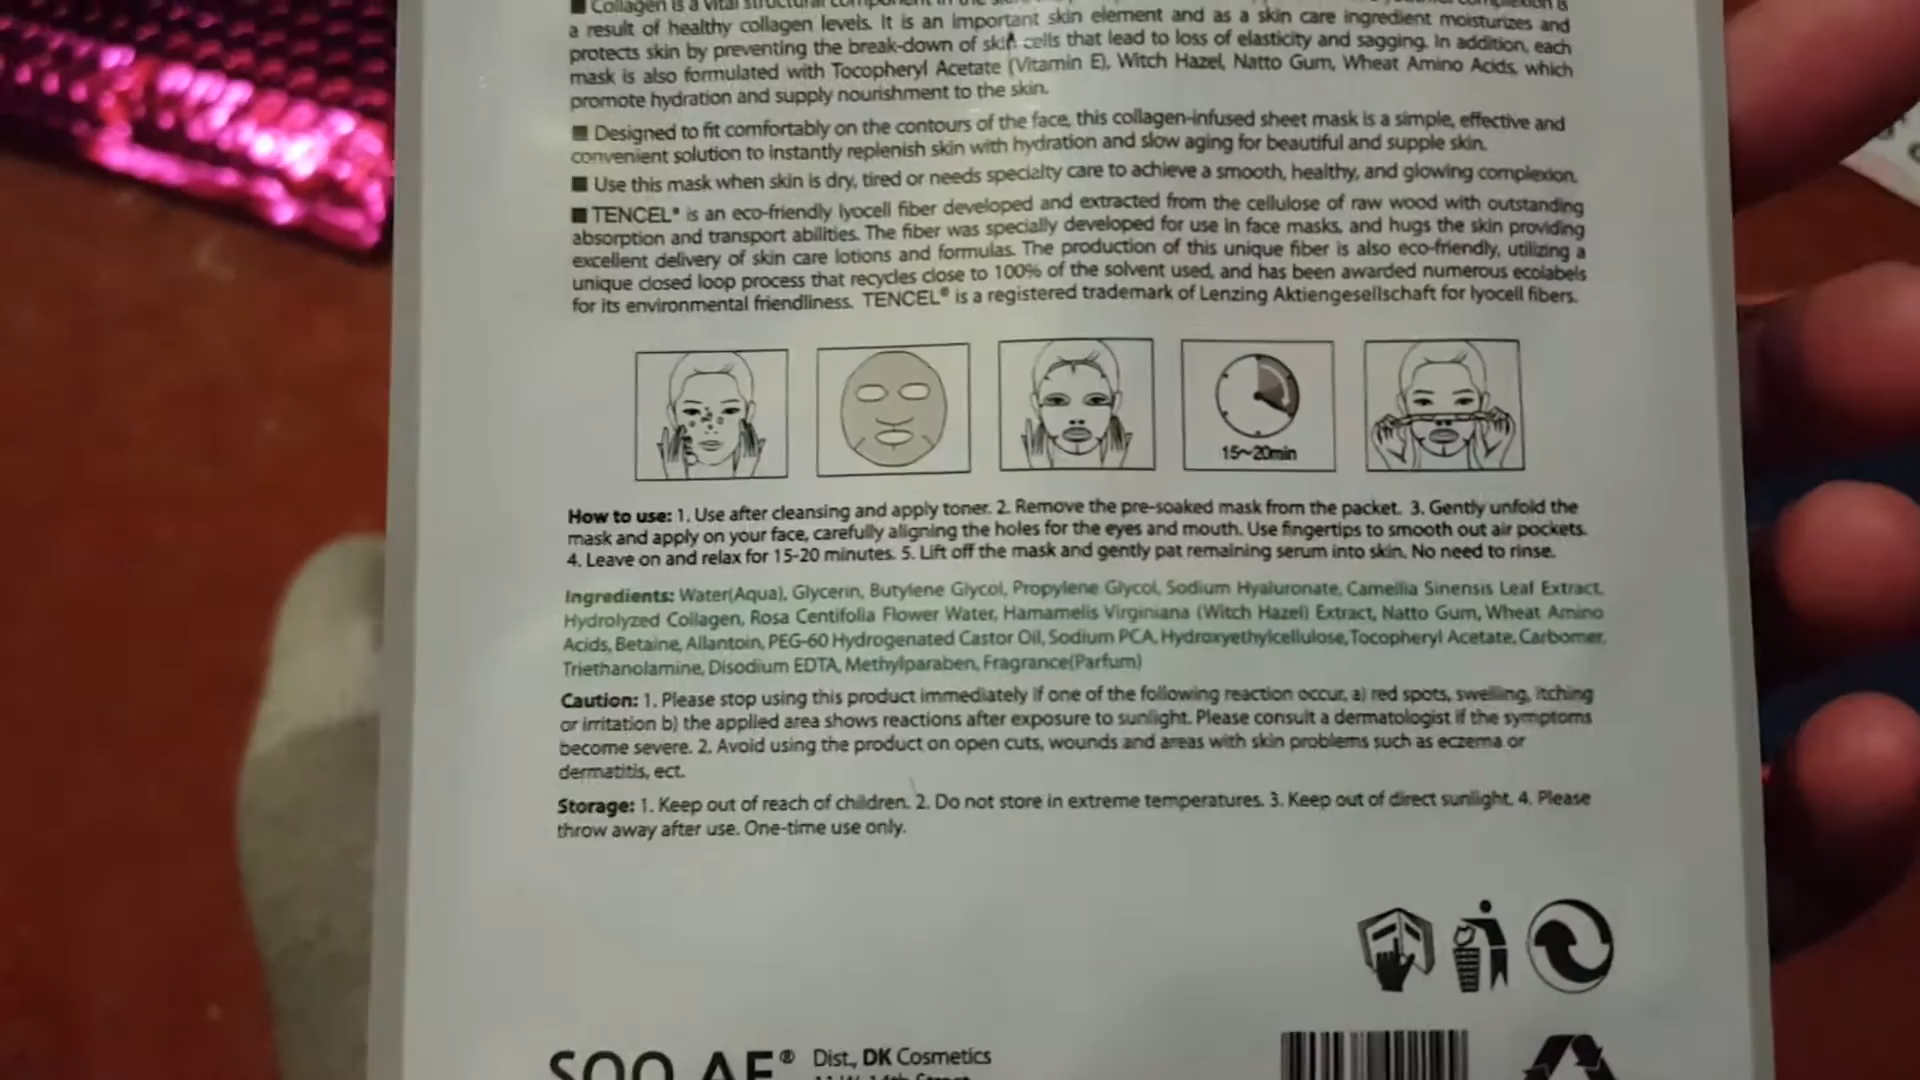 ■ Collagen is a vital structural component in the
a result of healthy collagen levels. It is an important skin element and as a skin care ingredient moisturizes and
protects skin by preventing the break-down of skin cells that lead to loss of elasticity and sagging. In addition, each
mask is also formulated with Tocopheryl Acetate (Vitamin E), Witch Hazel, Natto Gum, Wheat Amino Acids, which
promote hydration and supply nourishment to the skin.
■ Designed to fit comfortably on the contours of the face, this collagen-infused sheet mask is a simple, effective and
convenient solution to instantly replenish skin with hydration and slow aging for beautiful and supple skin.
■ Use this mask when skin is dry, tired or needs specialty care to achieve a smooth, healthy, and glowing complexion.
■ TENCEL® is an eco-friendly lyocell fiber developed and extracted from the cellulose of raw wood with outstanding
absorption and transport abilities. The fiber was specially developed for use in face masks, and hugs the skin providing
excellent delivery of skin care lotions and formulas. The production of this unique fiber is also eco-friendly, utilizing a
unique closed loop process that recycles close to 100% of the solvent used, and has been awarded numerous ecolabels
for its environmental friendliness. TENCEL® is a registered trademark of Lenzing Aktiengesellschaft for lyocell fibers.
15~20min
How to use: 1. Use after cleansing and apply toner. 2. Remove the pre-soaked mask from the packet. 3. Gently unfold the
mask and apply on your face, carefully aligning the holes for the eyes and mouth. Use fingertips to smooth out air pockets.
4. Leave on and relax for 15-20 minutes. 5. Lift off the mask and gently pat remaining serum into skin. No need to rinse.
Ingredients: Water(Aqua), Glycerin, Butylene Glycol, Propylene Glycol, Sodium Hyaluronate, Camellia Sinensis Leaf Extract,
Hydrolyzed Collagen, Rosa Centifolia Flower Water, Hamamelis Virginiana (Witch Hazel) Extract, Natto Gum, Wheat Amino
Acids, Betaine, Allantoin, PEG-60 Hydrogenated Castor Oil, Sodium PCA, Hydroxyethylcellulose, Tocopheryl Acetate, Carbomer,
Triethanolamine, Disodium EDTA, Methylparaben, Fragrance(Parfum)
Caution: 1. Please stop using this product immediately if one of the following reaction occur, a) red spots, swelling, itching
or irritation b) the applied area shows reactions after exposure to sunlight. Please consult a dermatologist if the symptoms
become severe. 2. Avoid using the product on open cuts, wounds and areas with skin problems such as eczema or
dermatitis, ect.
Storage: 1. Keep out of reach of children. 2. Do not store in extreme temperatures. 3. Keep out of direct sunlight. 4. Please
throw away after use. One-time use only.
SOO AE® Dist., DK Cosmetics